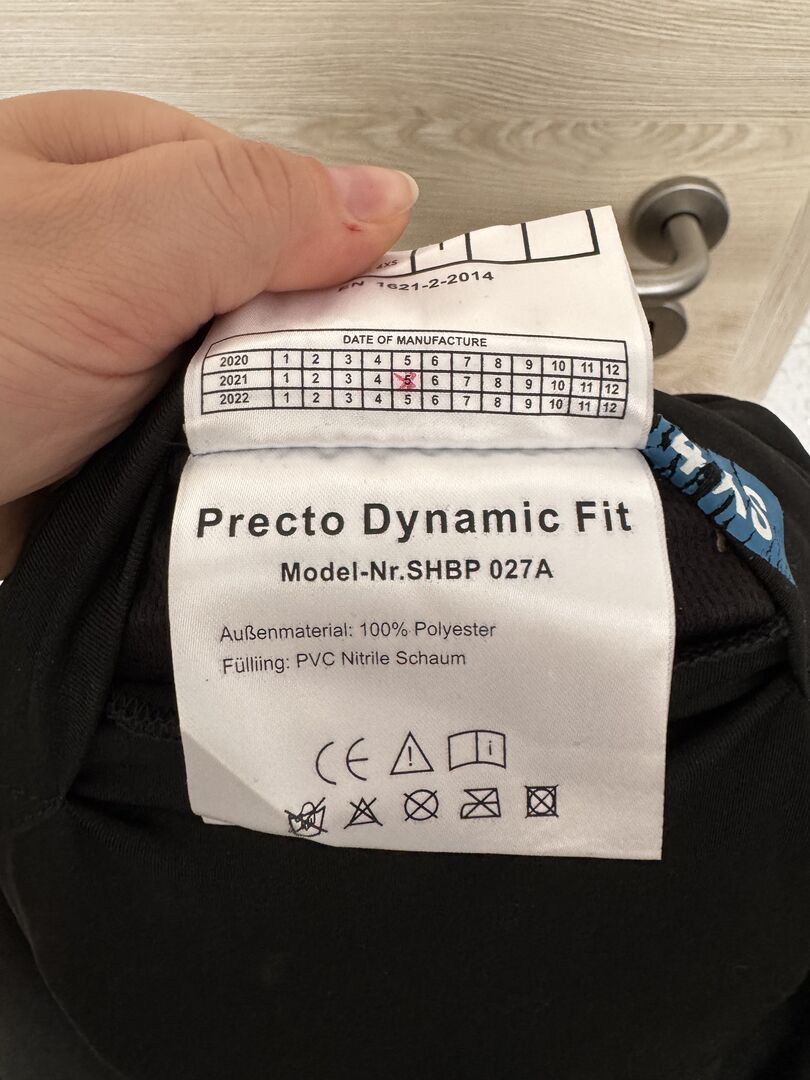 4XS
EN 1621-2-2014
DATE OF MANUFACTURE
2020 1 2 3 4 5 6 7 8 9 10 11 12
2021 1 2 3 4 5 6 7 8 9 10 11 12
2022 1 2 3 4 5 6 7 8 9 10 11 12
Precto Dynamic Fit
Model-Nr.SHBP 027A
Außenmaterial: 100% Polyester
Fülliing: PVC Nitrile Schaum
CE